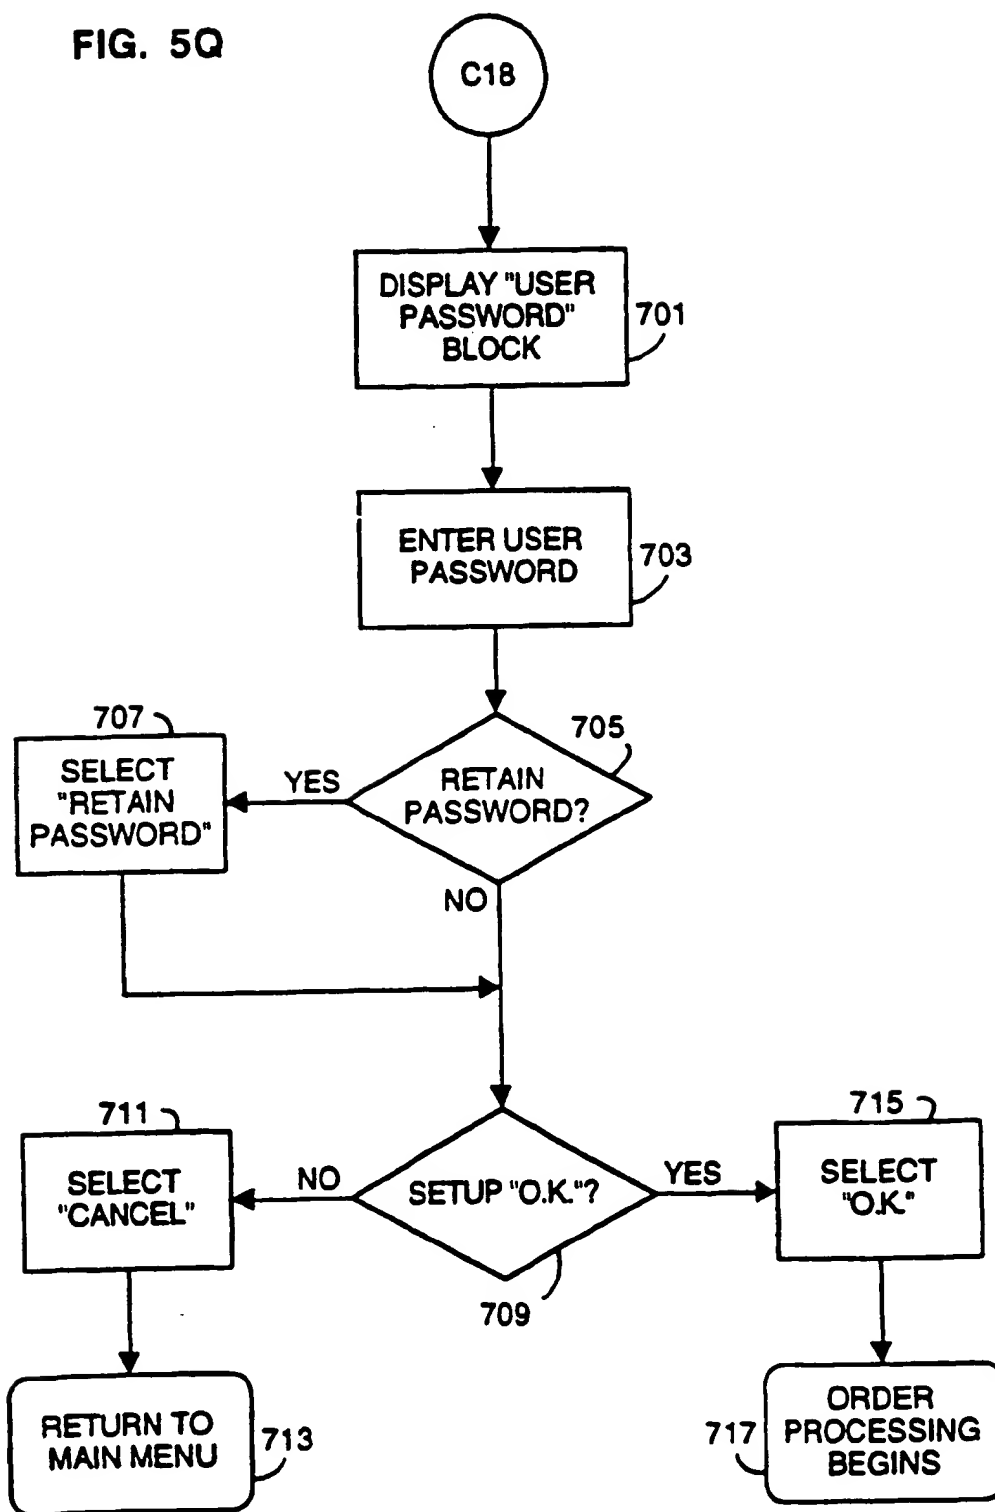 FIG. 5Q
C18
DISPLAY "USER
PASSWORD"
BLOCK
701
ENTER USER
PASSWORD
703
707
705
SELECT
"RETAIN
PASSWORD"
YES
RETAIN
PASSWORD?
NO
711
715
SELECT
"CANCEL"
NO
SETUP "O.K."?
YES
SELECT
"O.K."
709
RETURN TO
MAIN MENU
713
717
ORDER
PROCESSING
BEGINS